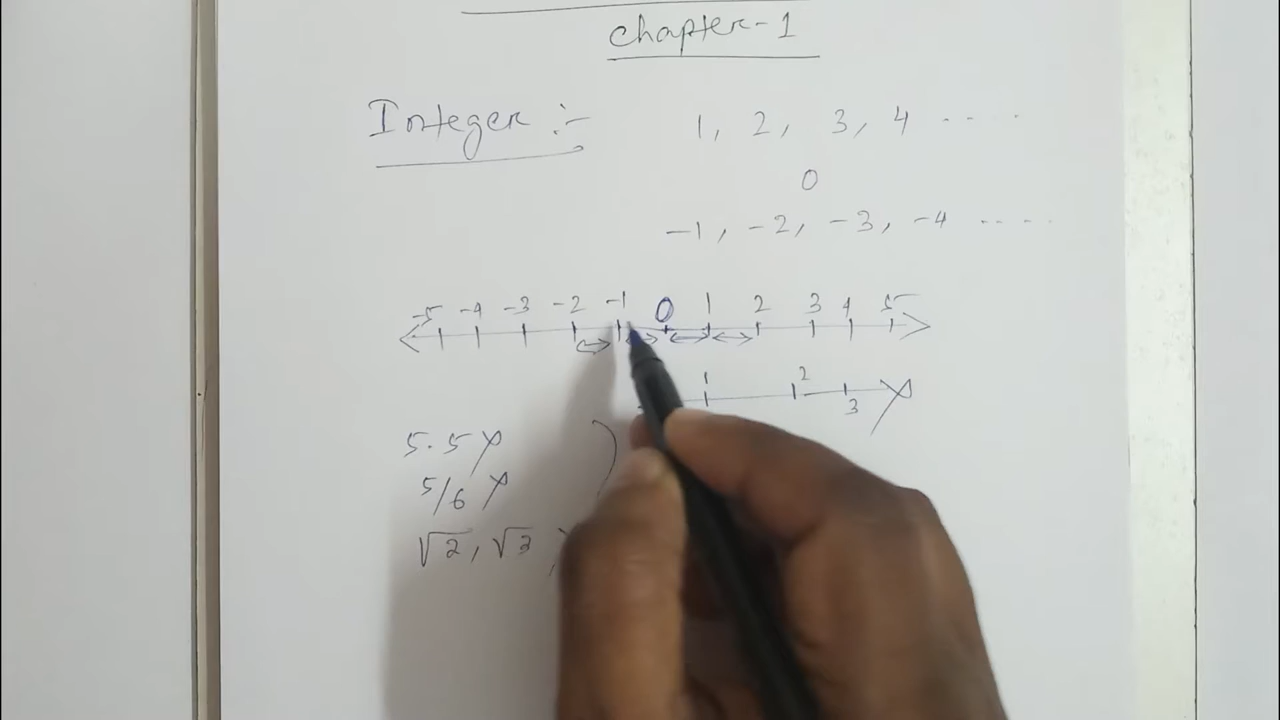 chapter-1
Integer :-
1, 2, 3, 4 ....
0
-1, -2, -3, -4 ....
-5 -4 -3 -2 -1 0 1 2 3 4 5
1 2 3
5.5 ×
5/6 ×
√2, √3 ×